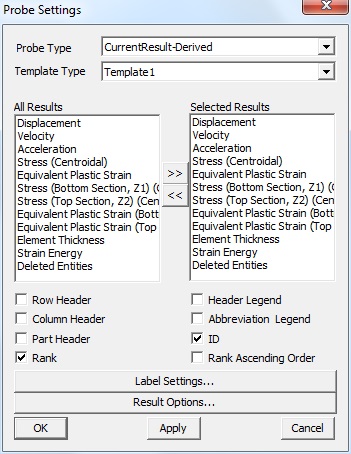 Probe Settings
Probe Type
CurrentResult-Derived
Template Type
Template1
All Results
Displacement
Velocity
Acceleration
Stress (Centroidal)
Equivalent Plastic Strain
Stress (Bottom Section, Z1) (C
Stress (Top Section, Z2) (Cen
Equivalent Plastic Strain (Bott
Equivalent Plastic Strain (Top
Element Thickness
Strain Energy
Deleted Entities
>>
<<
Selected Results
Displacement
Velocity
Acceleration
Stress (Centroidal)
Equivalent Plastic Strain
Stress (Bottom Section, Z1) (C
Stress (Top Section, Z2) (Cen
Equivalent Plastic Strain (Bott
Equivalent Plastic Strain (Top
Element Thickness
Strain Energy
Deleted Entities
Row Header
Header Legend
Column Header
Abbreviation Legend
Part Header
ID
Rank
Rank Ascending Order
Label Settings...
Result Options...
OK
Apply
Cancel